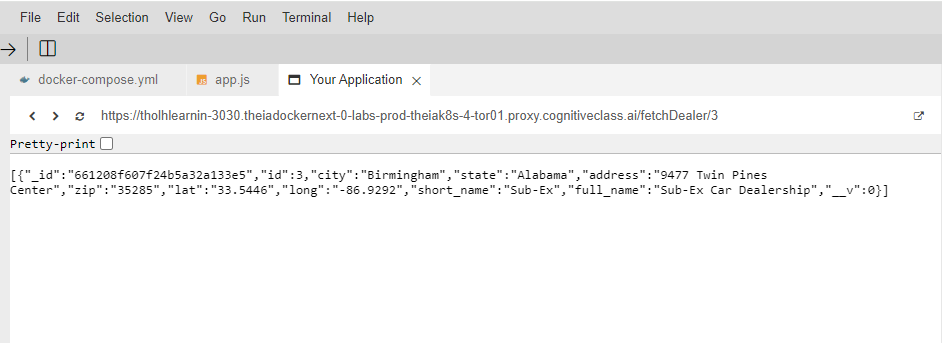 File Edit Selection View Go Run Terminal Help
docker-compose.yml app.js Your Application
https://tholhlearnin-3030.theiadockernext-0-labs-prod-theiak8s-4-tor01.proxy.cognitiveclass.ai/fetchDealer/3
Pretty-print
[{"_id":"661208f607f24b5a32a133e5","id":3,"city":"Birmingham","state":"Alabama","address":"9477 Twin Pines
Center","zip":"35285","lat":"33.5446","long":"-86.9292","short_name":"Sub-Ex","full_name":"Sub-Ex Car Dealership","__v":0}]